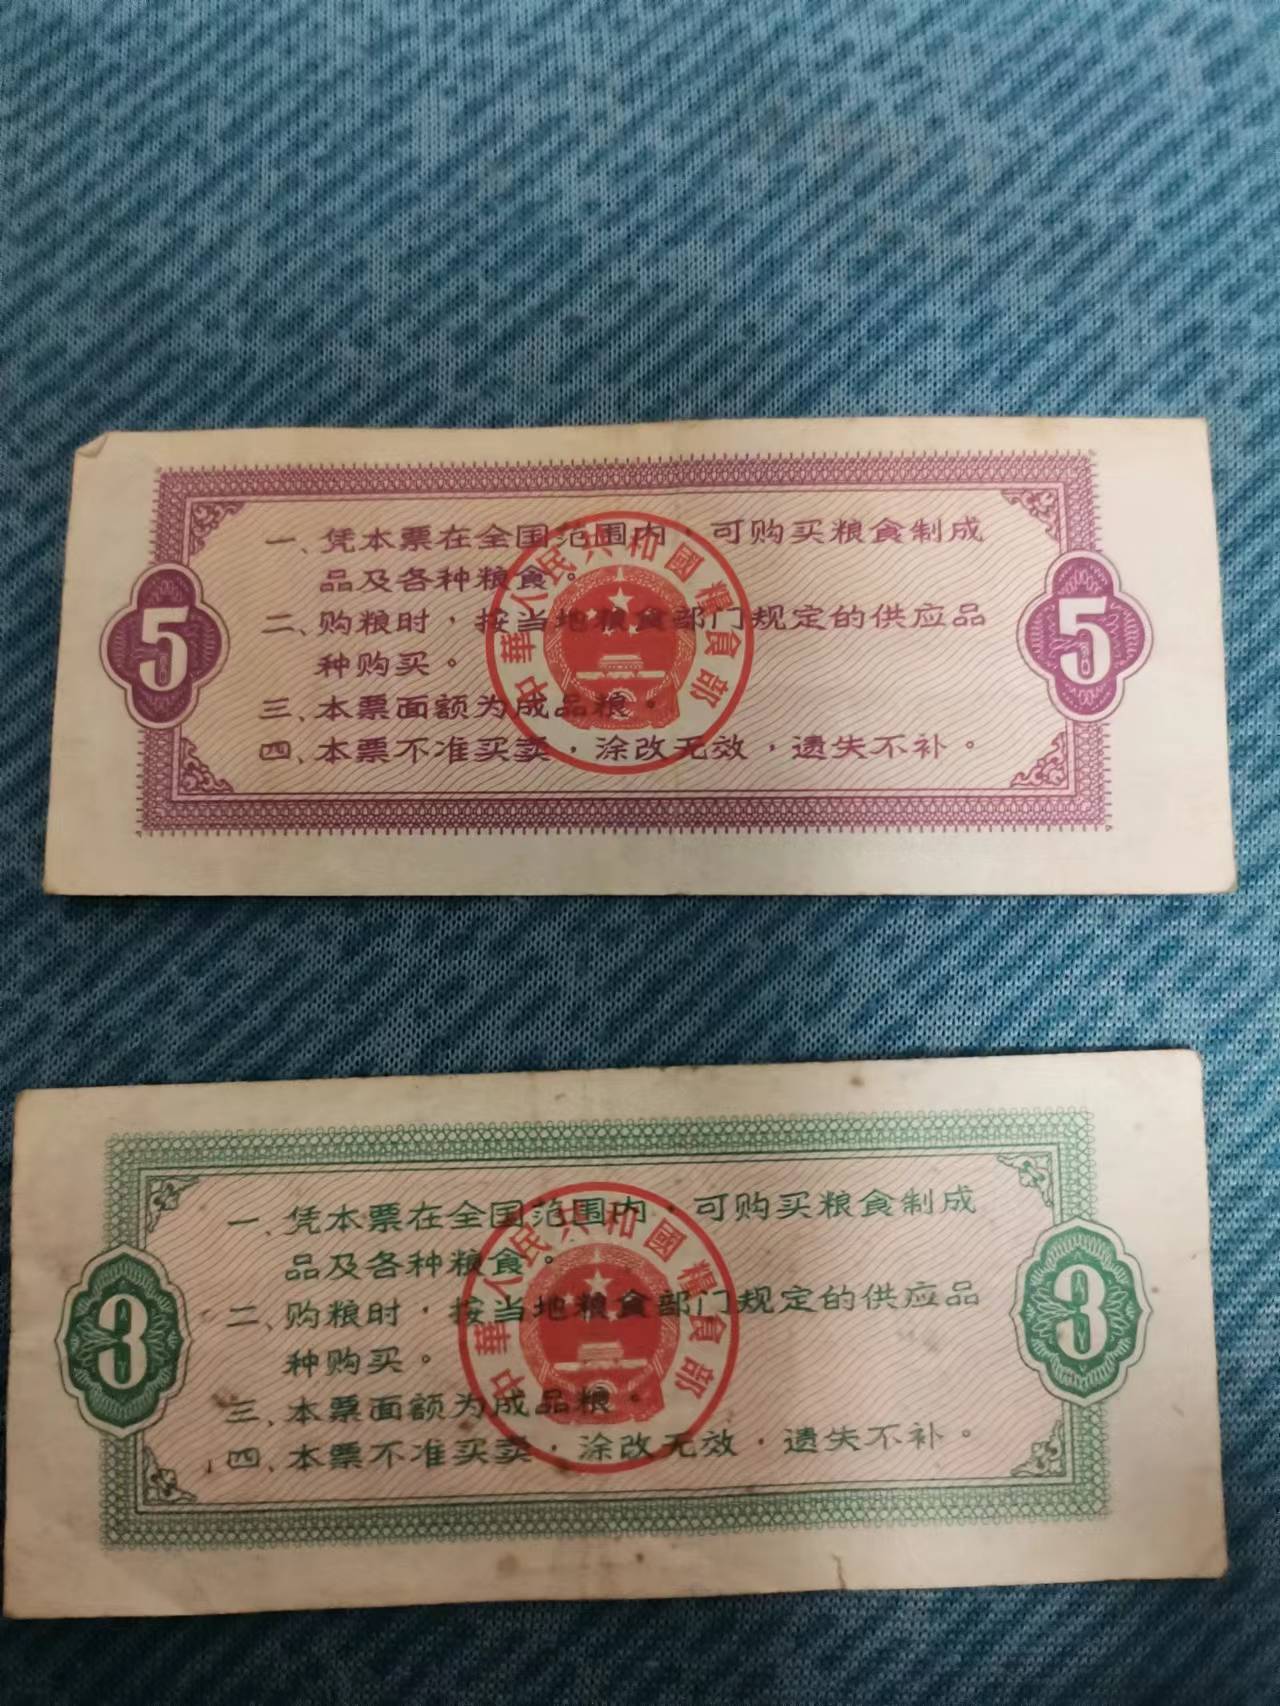 一、凭本票在全国范围内，可购买粮食制成
品及各种粮食。
二、购粮时，按当地粮食部门规定的供应品
种购买。
三、本票面额为成品粮。
四、本票不准买卖，涂改无效，遗失不补。
5
5
中華人民共和國糧食部
一、凭本票在全国范围内，可购买粮食制成
品及各种粮食。
二、购粮时，按当地粮食部门规定的供应品
种购买。
三、本票面额为成品粮。
四、本票不准买卖，涂改无效，遗失不补。
3
3
中華人民共和國糧食部